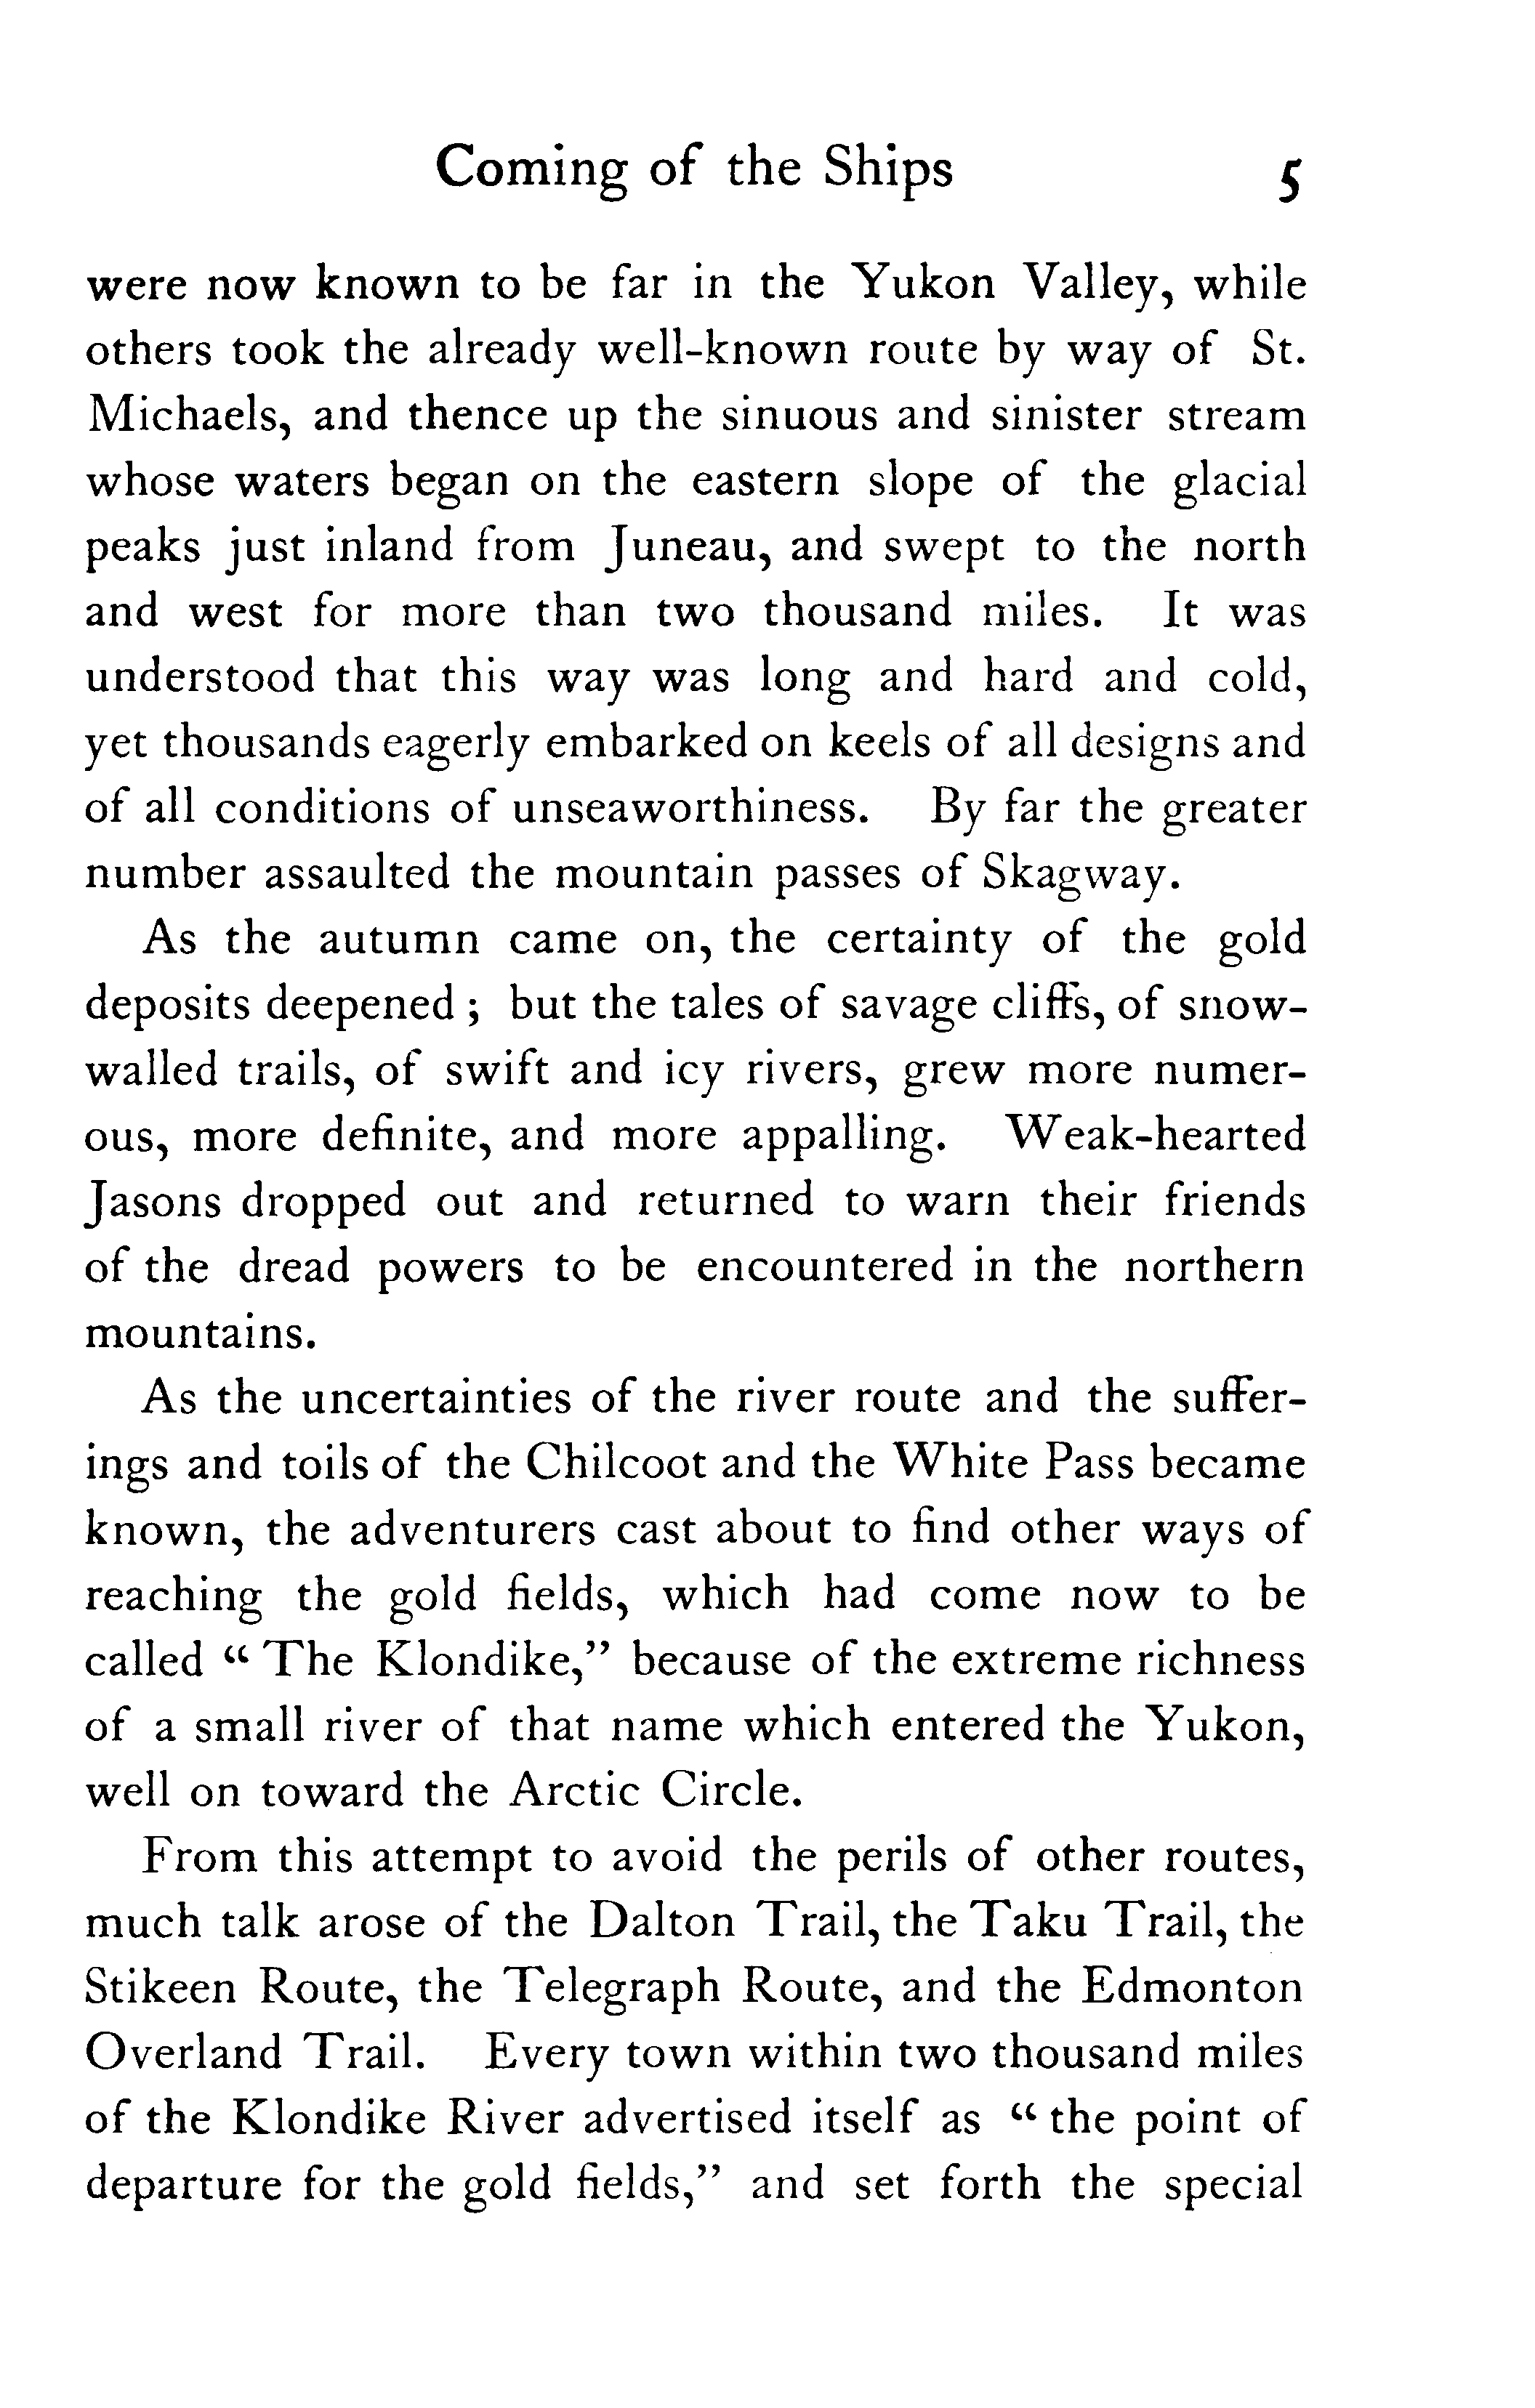 Coming of the Ships 5
were now known to be far in the Yukon Valley, while
others took the already well-known route by way of St.
Michaels, and thence up the sinuous and sinister stream
whose waters began on the eastern slope of the glacial
peaks just inland from Juneau, and swept to the north
and west for more than two thousand miles. It was
understood that this way was long and hard and cold,
yet thousands eagerly embarked on keels of all designs and
of all conditions of unseaworthiness. By far the greater
number assaulted the mountain passes of Skagway.
As the autumn came on, the certainty of the gold
deposits deepened ; but the tales of savage cliffs, of snow-
walled trails, of swift and icy rivers, grew more numer-
ous, more definite, and more appalling. Weak-hearted
Jasons dropped out and returned to warn their friends
of the dread powers to be encountered in the northern
mountains.
As the uncertainties of the river route and the suffer-
ings and toils of the Chilcoot and the White Pass became
known, the adventurers cast about to find other ways of
reaching the gold fields, which had come now to be
called “ The Klondike,” because of the extreme richness
of a small river of that name which entered the Yukon,
well on toward the Arctic Circle.
From this attempt to avoid the perils of other routes,
much talk arose of the Dalton Trail, the Taku Trail, the
Stikeen Route, the Telegraph Route, and the Edmonton
Overland Trail. Every town within two thousand miles
of the Klondike River advertised itself as “ the point of
departure for the gold fields,” and set forth the special